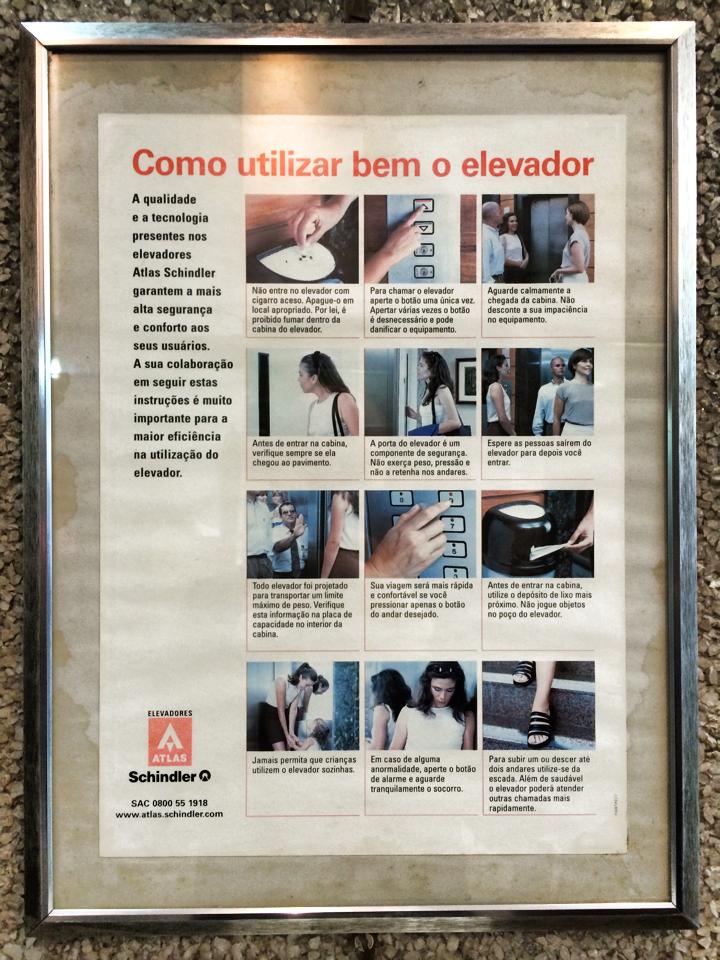 Como utilizar bem o elevador
A qualidade
e a tecnologia
presentes nos
elevadores
Atlas Schindler
garantem a mais
alta segurança
e conforto aos
seus usuários.
A sua colaboração
em seguir estas
instruções é muito
importante para a
maior eficiência
na utilização do
elevador.
Não entre no elevador com
cigarro aceso. Apague-o em
local apropriado. Por lei, é
proibido fumar dentro da
cabina do elevador.
Para chamar o elevador
aperte o botão uma única vez.
Apertar várias vezes o botão
é desnecessário e pode
danificar o equipamento.
Aguarde calmamente a
chegada da cabina. Não
desconte a sua impaciência
no equipamento.
Antes de entrar na cabina,
verifique sempre se ela
chegou ao pavimento.
A porta do elevador é um
componente de segurança.
Não exerça peso, pressão e
não a retenha nos andares.
Espere as pessoas saírem do
elevador para depois você
entrar.
7
5
Todo elevador foi projetado
para transportar um limite
máximo de peso. Verifique
esta informação na placa de
capacidade no interior da
cabina.
Sua viagem será mais rápida
e confortável se você
pressionar apenas o botão
do andar desejado.
Antes de entrar na cabina,
utilize o depósito de lixo mais
próximo. Não jogue objetos
no poço do elevador.
Jamais permita que crianças
utilizem o elevador sozinhas.
Em caso de alguma
anormalidade, aperte o botão
de alarme e aguarde
tranquilamente o socorro.
Para subir um ou descer até
dois andares utilize-se da
escada. Além de saudável
o elevador poderá atender
outras chamadas mais
rapidamente.
ELEVADORES
ATLAS
Schindler
SAC 0800 55 1918
www.atlas.schindler.com